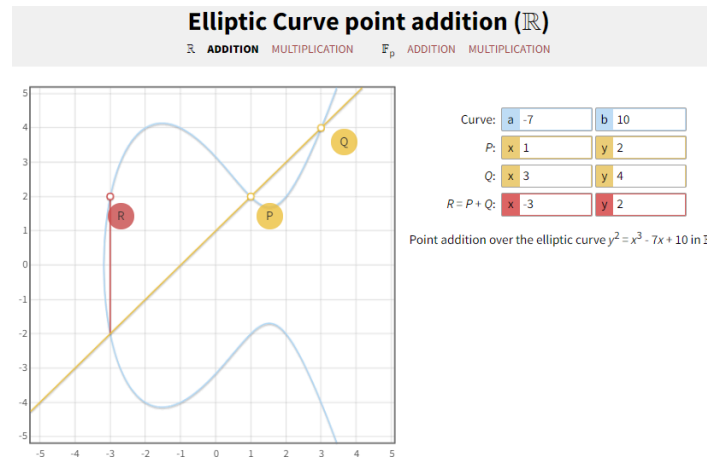 Elliptic Curve point addition (ℝ)
ℝ ADDITION MULTIPLICATION 𝔽p ADDITION MULTIPLICATION
Curve: a -7 b 10
P: x 1 y 2
Q: x 3 y 4
R = P + Q: x -3 y 2
Point addition over the elliptic curve y² = x³ - 7x + 10 in
5
4
3
2
1
0
-1
-2
-3
-4
-5
Q
R
P
-5 -4 -3 -2 -1 0 1 2 3 4 5